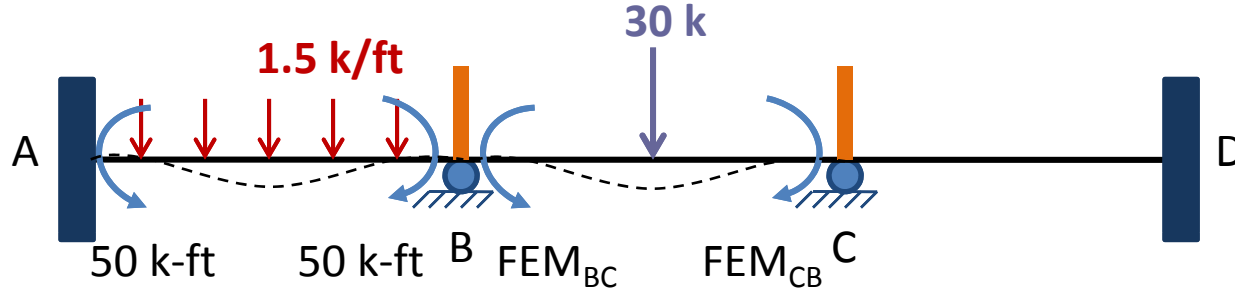 30 k
1.5 k/ft
A
D
50 k-ft 50 k-ft B FEM_BC FEM_CB C